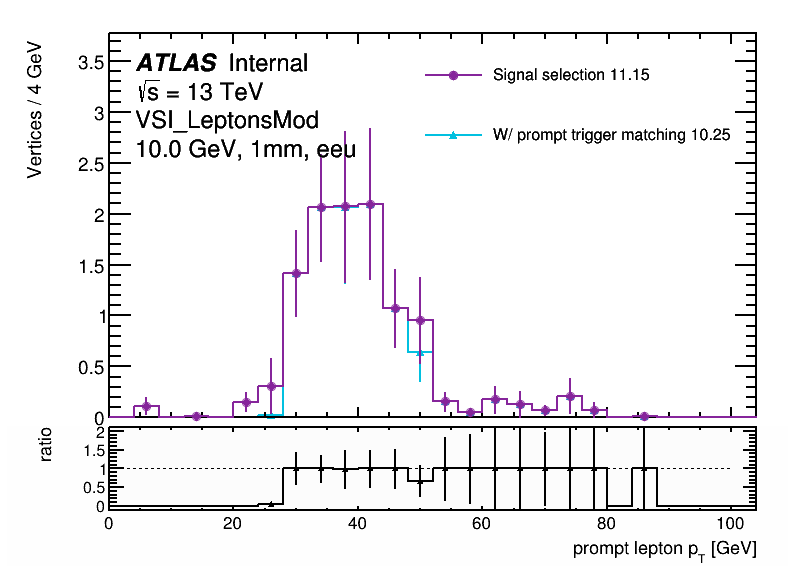 ATLAS Internal
√s = 13 TeV
VSI_LeptonsMod
10.0 GeV, 1mm, eeu
Signal selection 11.15
W/ prompt trigger matching 10.25
Vertices / 4 GeV
3.5
3
2.5
2
1.5
1
0.5
0
ratio
2
1.5
1
0.5
0
0 20 40 60 80 100
prompt lepton pT [GeV]